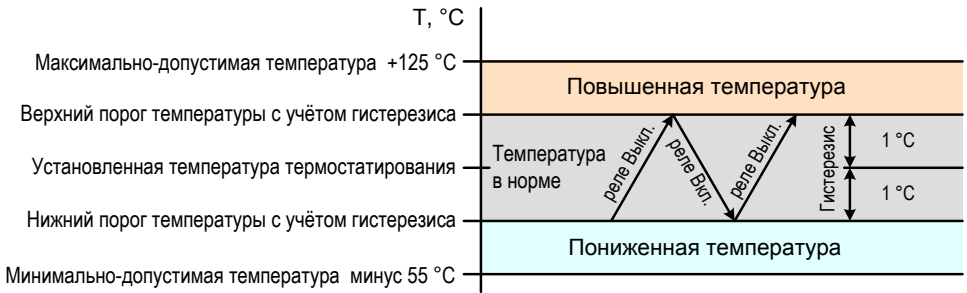 T, °C
Максимально-допустимая температура +125 °C
Повышенная температура
Верхний порог температуры с учётом гистерезиса
Установленная температура термостатирования
Температура
в норме
реле Выкл.
реле Вкл.
реле Выкл.
Гистерезис
1 °C
1 °C
Нижний порог температуры с учётом гистерезиса
Пониженная температура
Минимально-допустимая температура минус 55 °C